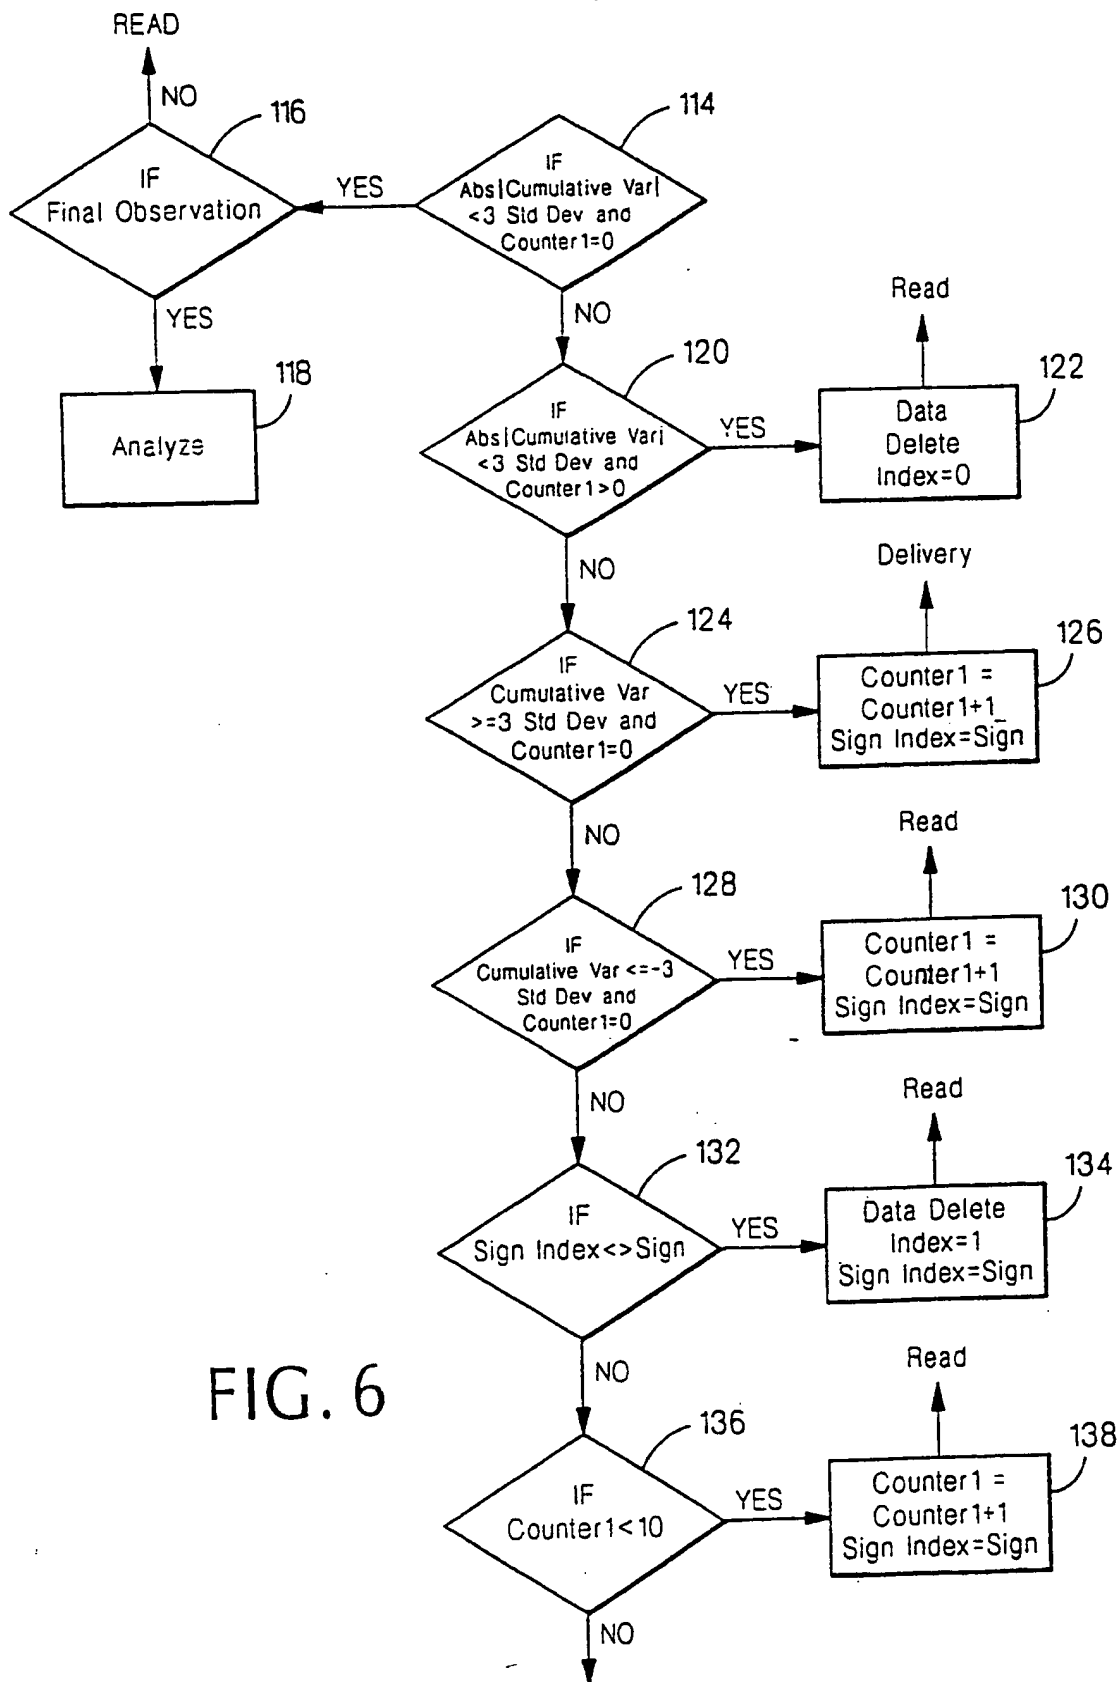 READ
NO
116
IF
Final Observation
YES
118
Analyze
YES
114
IF
Abs|Cumulative Var|
<3 Std Dev and
Counter1=0
NO
120
IF
Abs|Cumulative Var|
<3 Std Dev and
Counter1>0
YES
Read
122
Data
Delete
Index=0
NO
124
IF
Cumulative Var
>=3 Std Dev and
Counter1=0
YES
Delivery
126
Counter1 =
Counter1+1
Sign Index=Sign
NO
128
IF
Cumulative Var <=-3
Std Dev and
Counter1=0
YES
Read
130
Counter1 =
Counter1+1
Sign Index=Sign
NO
132
IF
Sign Index<>Sign
YES
Read
134
Data Delete
Index=1
Sign Index=Sign
NO
136
IF
Counter1<10
YES
Read
138
Counter1 =
Counter1+1
Sign Index=Sign
NO
FIG. 6